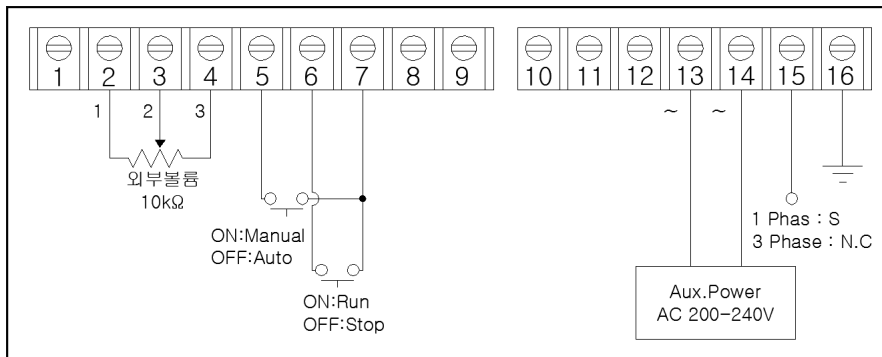 1 2 3 4 5 6 7 8 9 10 11 12 13 14 15 16
1 2 3 ~ ~
외부볼륨
10kΩ
ON:Manual
OFF:Auto
ON:Run
OFF:Stop
1 Phas : S
3 Phase : N.C
Aux.Power
AC 200-240V